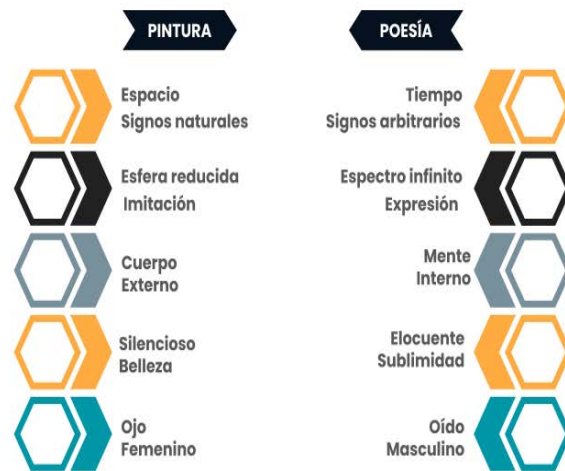 PINTURA
POESÍA
Espacio
Signos naturales
Tiempo
Signos arbitrarios
Esfera reducida
Imitación
Espectro infinito
Expresión
Cuerpo
Externo
Mente
Interno
Silencioso
Belleza
Elocuente
Sublimidad
Ojo
Femenino
Oído
Masculino